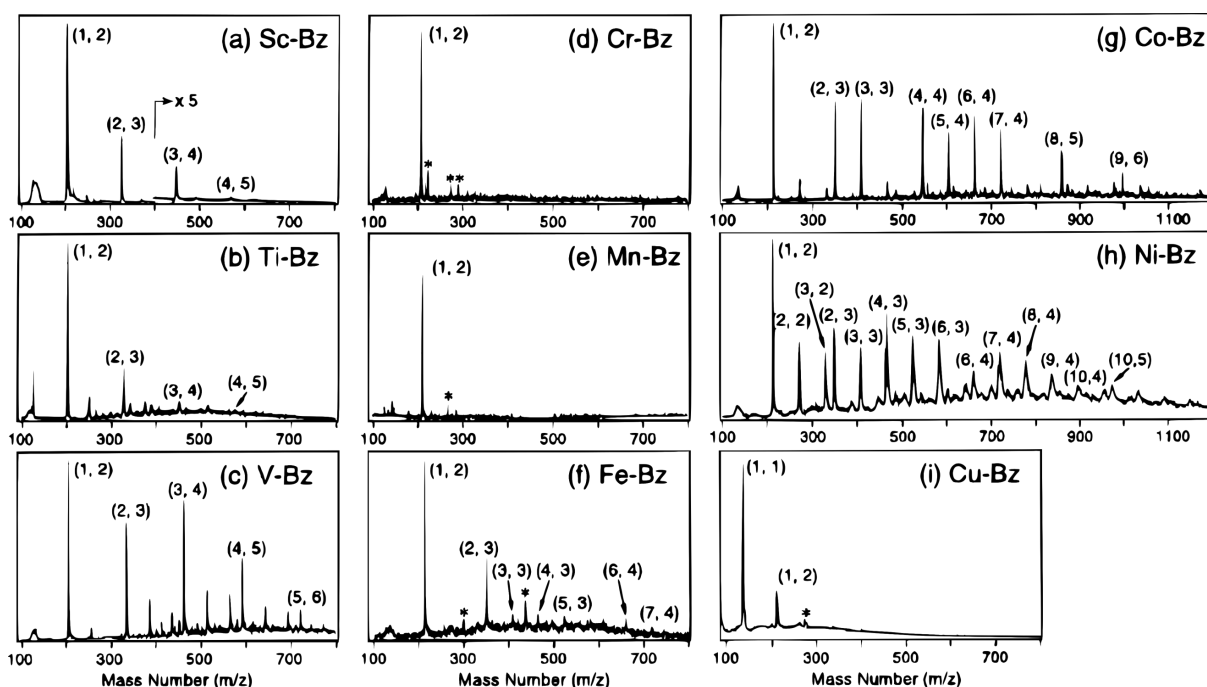 (a) Sc-Bz
(1, 2)
x 5
(2, 3)
(3, 4)
(4, 5)
100 300 500 700
(b) Ti-Bz
(1, 2)
(2, 3)
(3, 4)
(4, 5)
100 300 500 700
(c) V-Bz
(1, 2)
(2, 3)
(3, 4)
(4, 5)
(5, 6)
100 300 500 700
Mass Number (m/z)
(d) Cr-Bz
(1, 2)
*
* *
100 300 500 700
(e) Mn-Bz
(1, 2)
*
100 300 500 700
(f) Fe-Bz
(1, 2)
(2, 3)
(3, 3) (4, 3)
(6, 4)
* * (5, 3)
(7, 4)
100 300 500 700
Mass Number (m/z)
(g) Co-Bz
(1, 2)
(2, 3) (3, 3)
(4, 4) (6, 4)
(5, 4) (7, 4)
(8, 5)
(9, 6)
100 300 500 700 900 1100
(h) Ni-Bz
(1, 2)
(3, 2) (4, 3)
(2, 2) (2, 3) (5, 3) (6, 3) (8, 4)
(3, 3) (7, 4)
(6, 4) (9, 4) (10, 5)
(10, 4)
100 300 500 700 900 1100
(i) Cu-Bz
(1, 1)
(1, 2)
*
100 300 500 700
Mass Number (m/z)